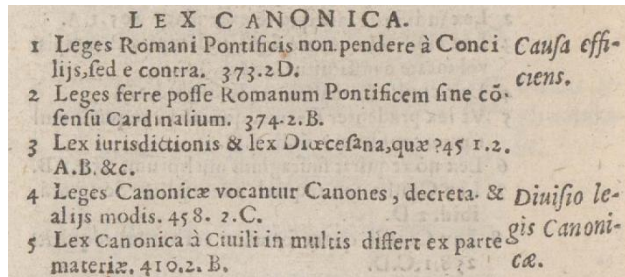 LEX CANONICA.
1 Leges Romani Pontificis non pendere à Conci
lijs, sed e contra. 373.2D.
Causa effi-
ciens.
2 Leges ferre posse Romanum Pontificem sine cõ-
sensu Cardinalium. 374.2.B.
3 Lex iurisdictionis & lex Diœcesana, quæ ? 45 1.2.
A.B.&c.
4 Leges Canonicæ vocantur Canones, decreta. &
alijs modis. 458. 2.C.
5 Lex Canonica à Ciuili in multis differt ex parte
materiæ. 410.2. B.
Diuisio le-
gis Canoni-
cæ.